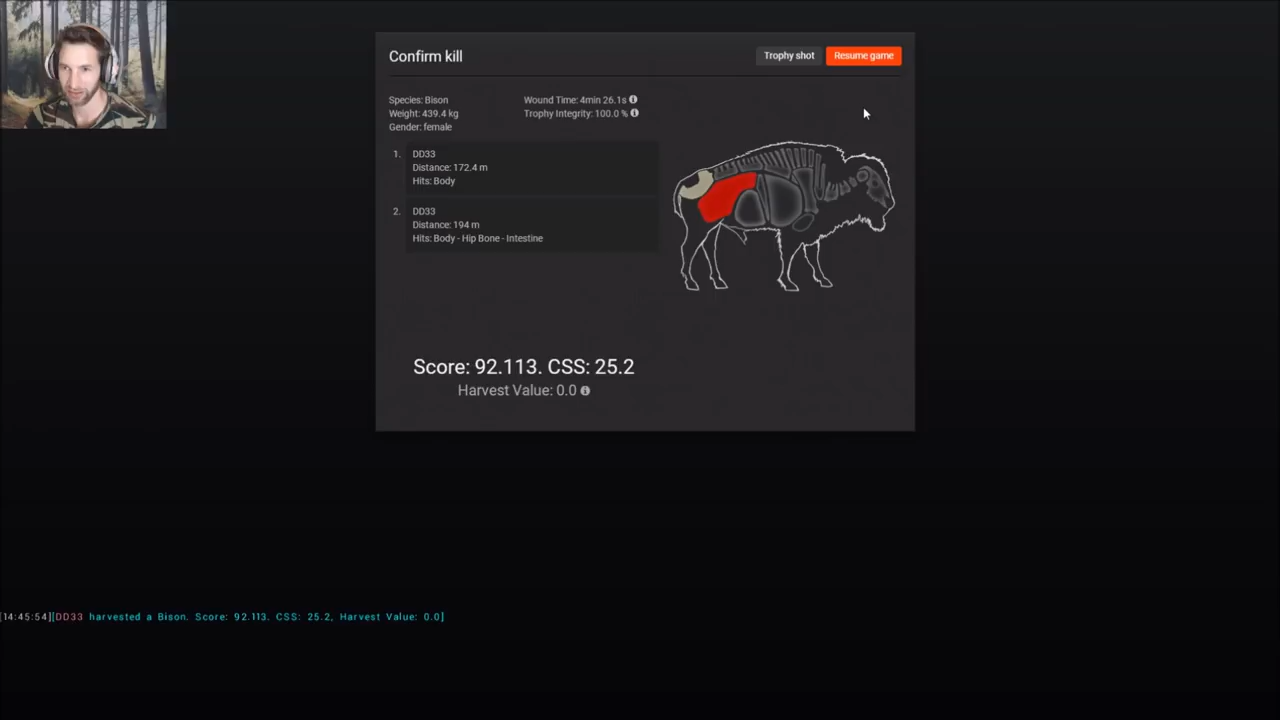 Confirm kill
Trophy shot
Resume game
Species: Bison
Weight: 439.4 kg
Gender: female
Wound Time: 4min 26.1s
Trophy Integrity: 100.0 %
1. DD33
Distance: 172.4 m
Hits: Body
2. DD33
Distance: 194 m
Hits: Body - Hip Bone - Intestine
Score: 92.113. CSS: 25.2
Harvest Value: 0.0
[14:45:54][DD33 harvested a Bison. Score: 92.113. CSS: 25.2, Harvest Value: 0.0]